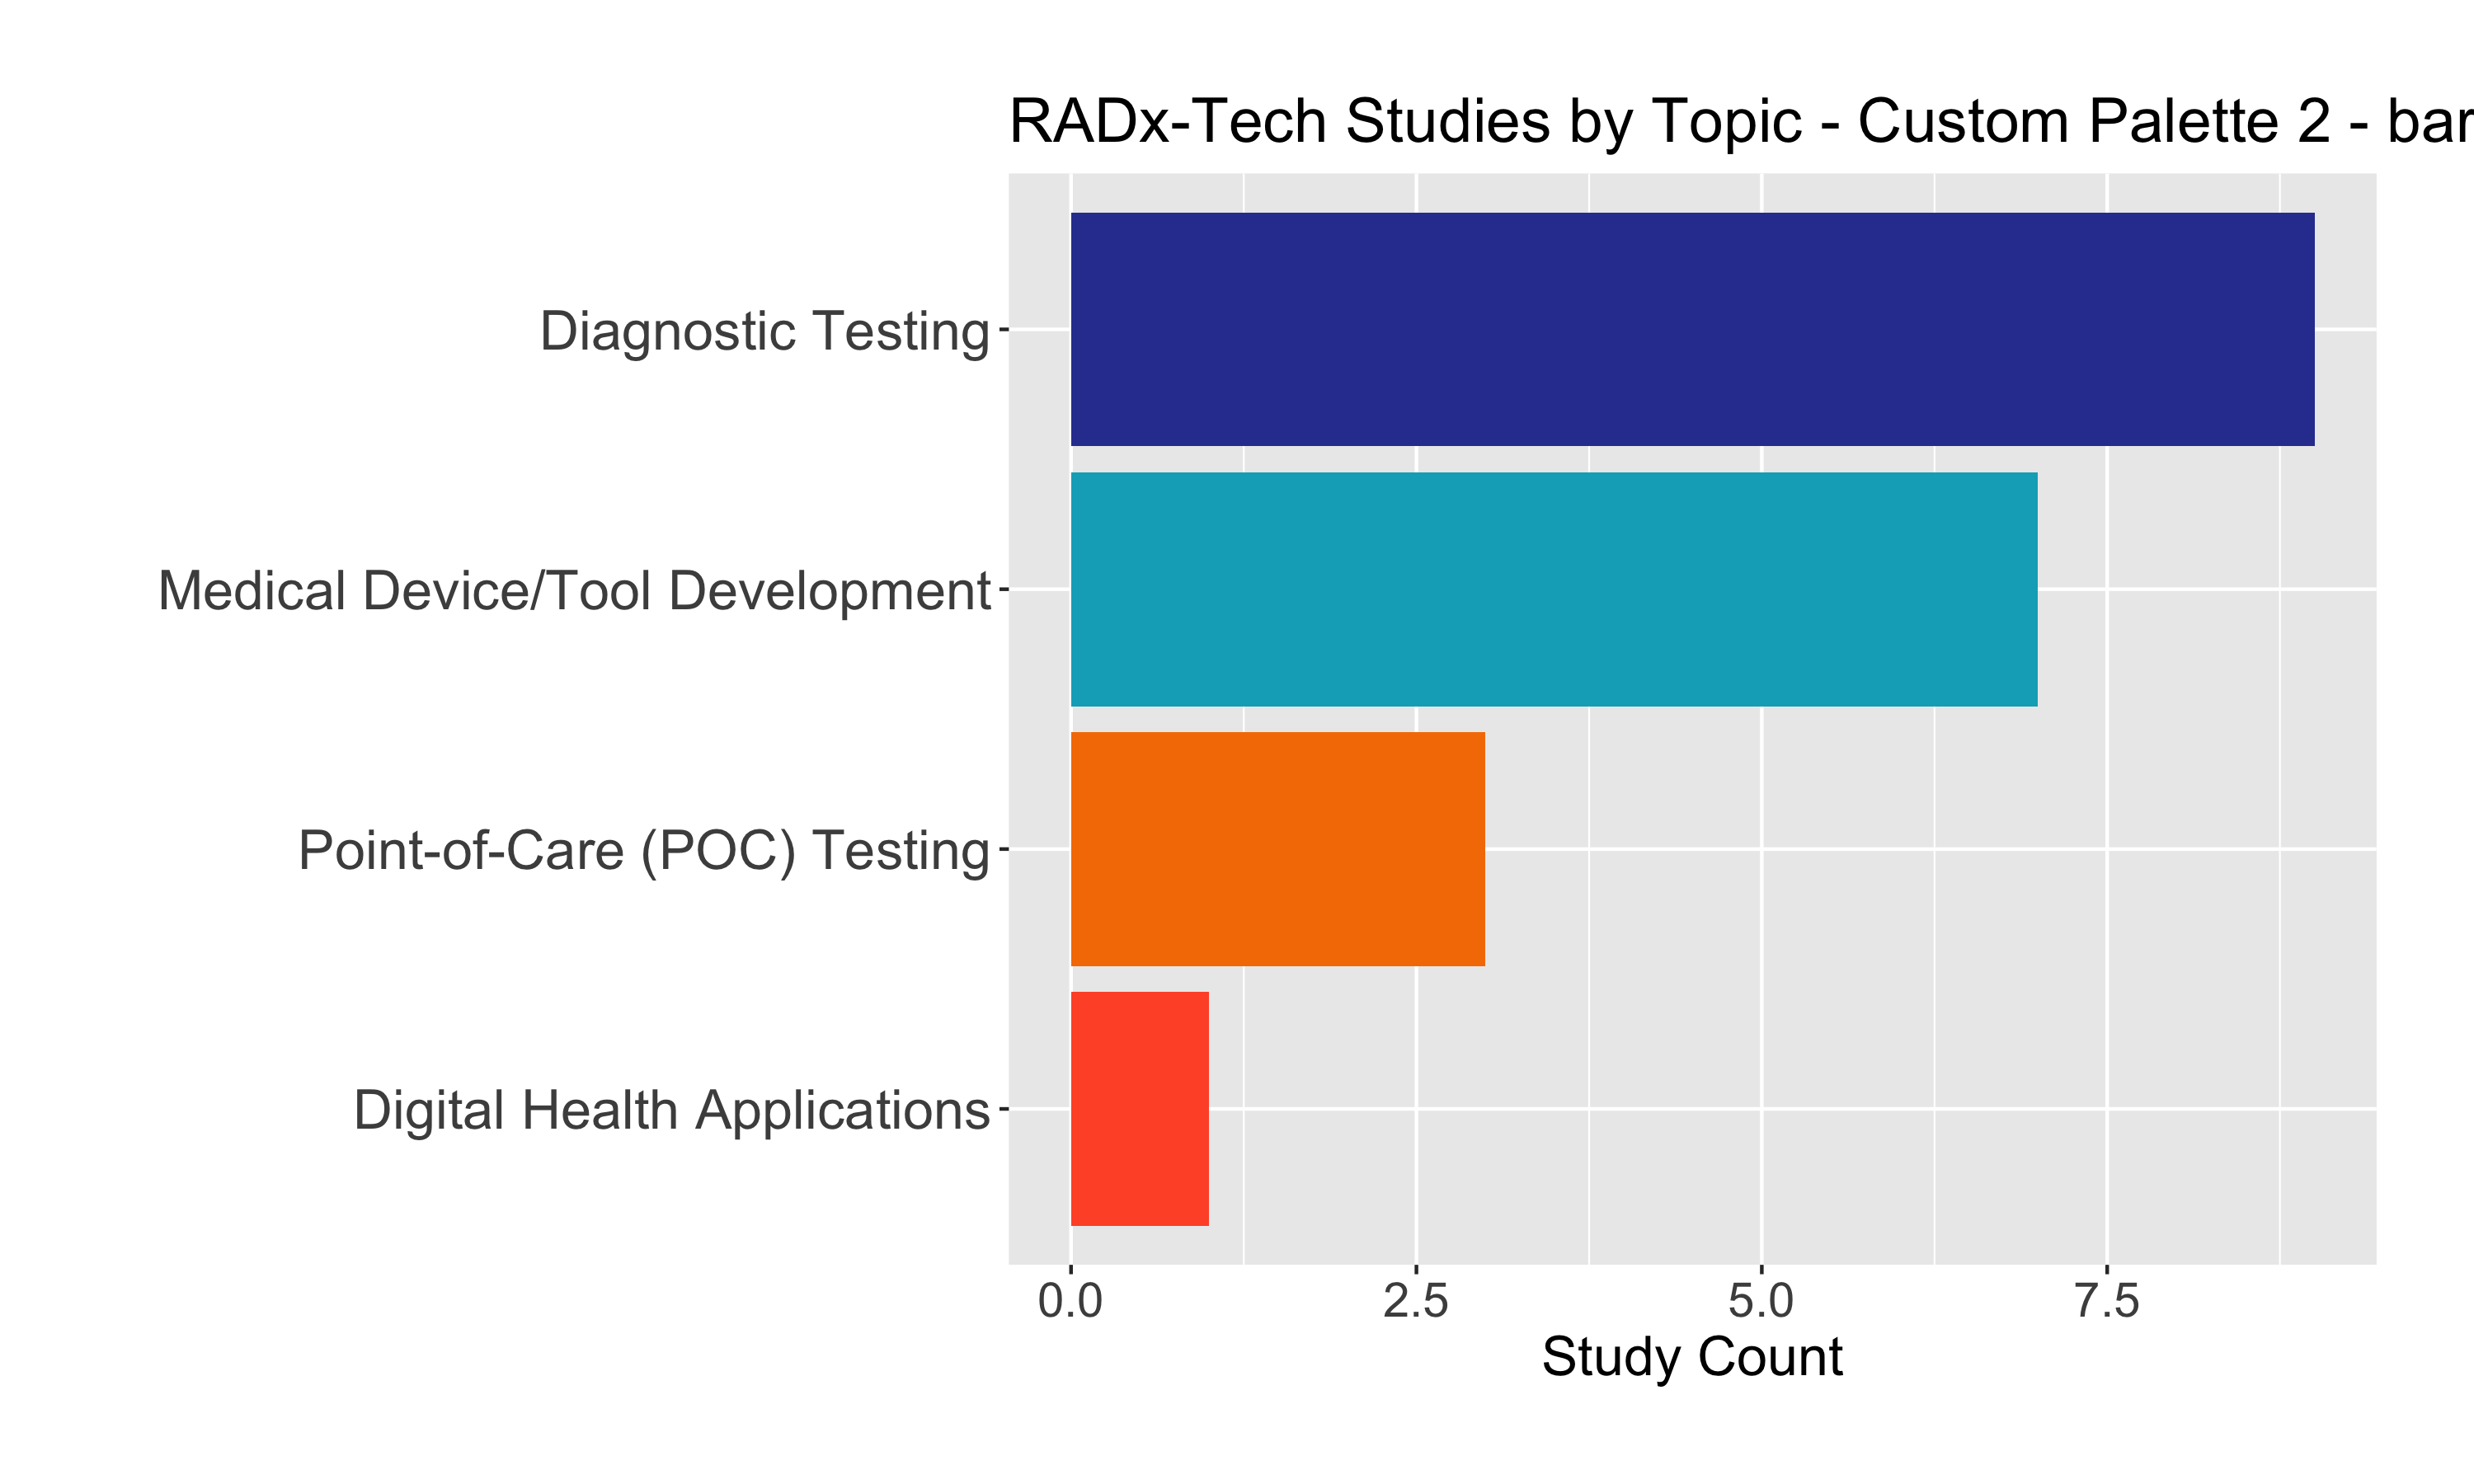 RADx-Tech Studies by Topic - Custom Palette 2 - bar
Diagnostic Testing
Medical Device/Tool Development
Point-of-Care (POC) Testing
Digital Health Applications
0.0 2.5 5.0 7.5
Study Count